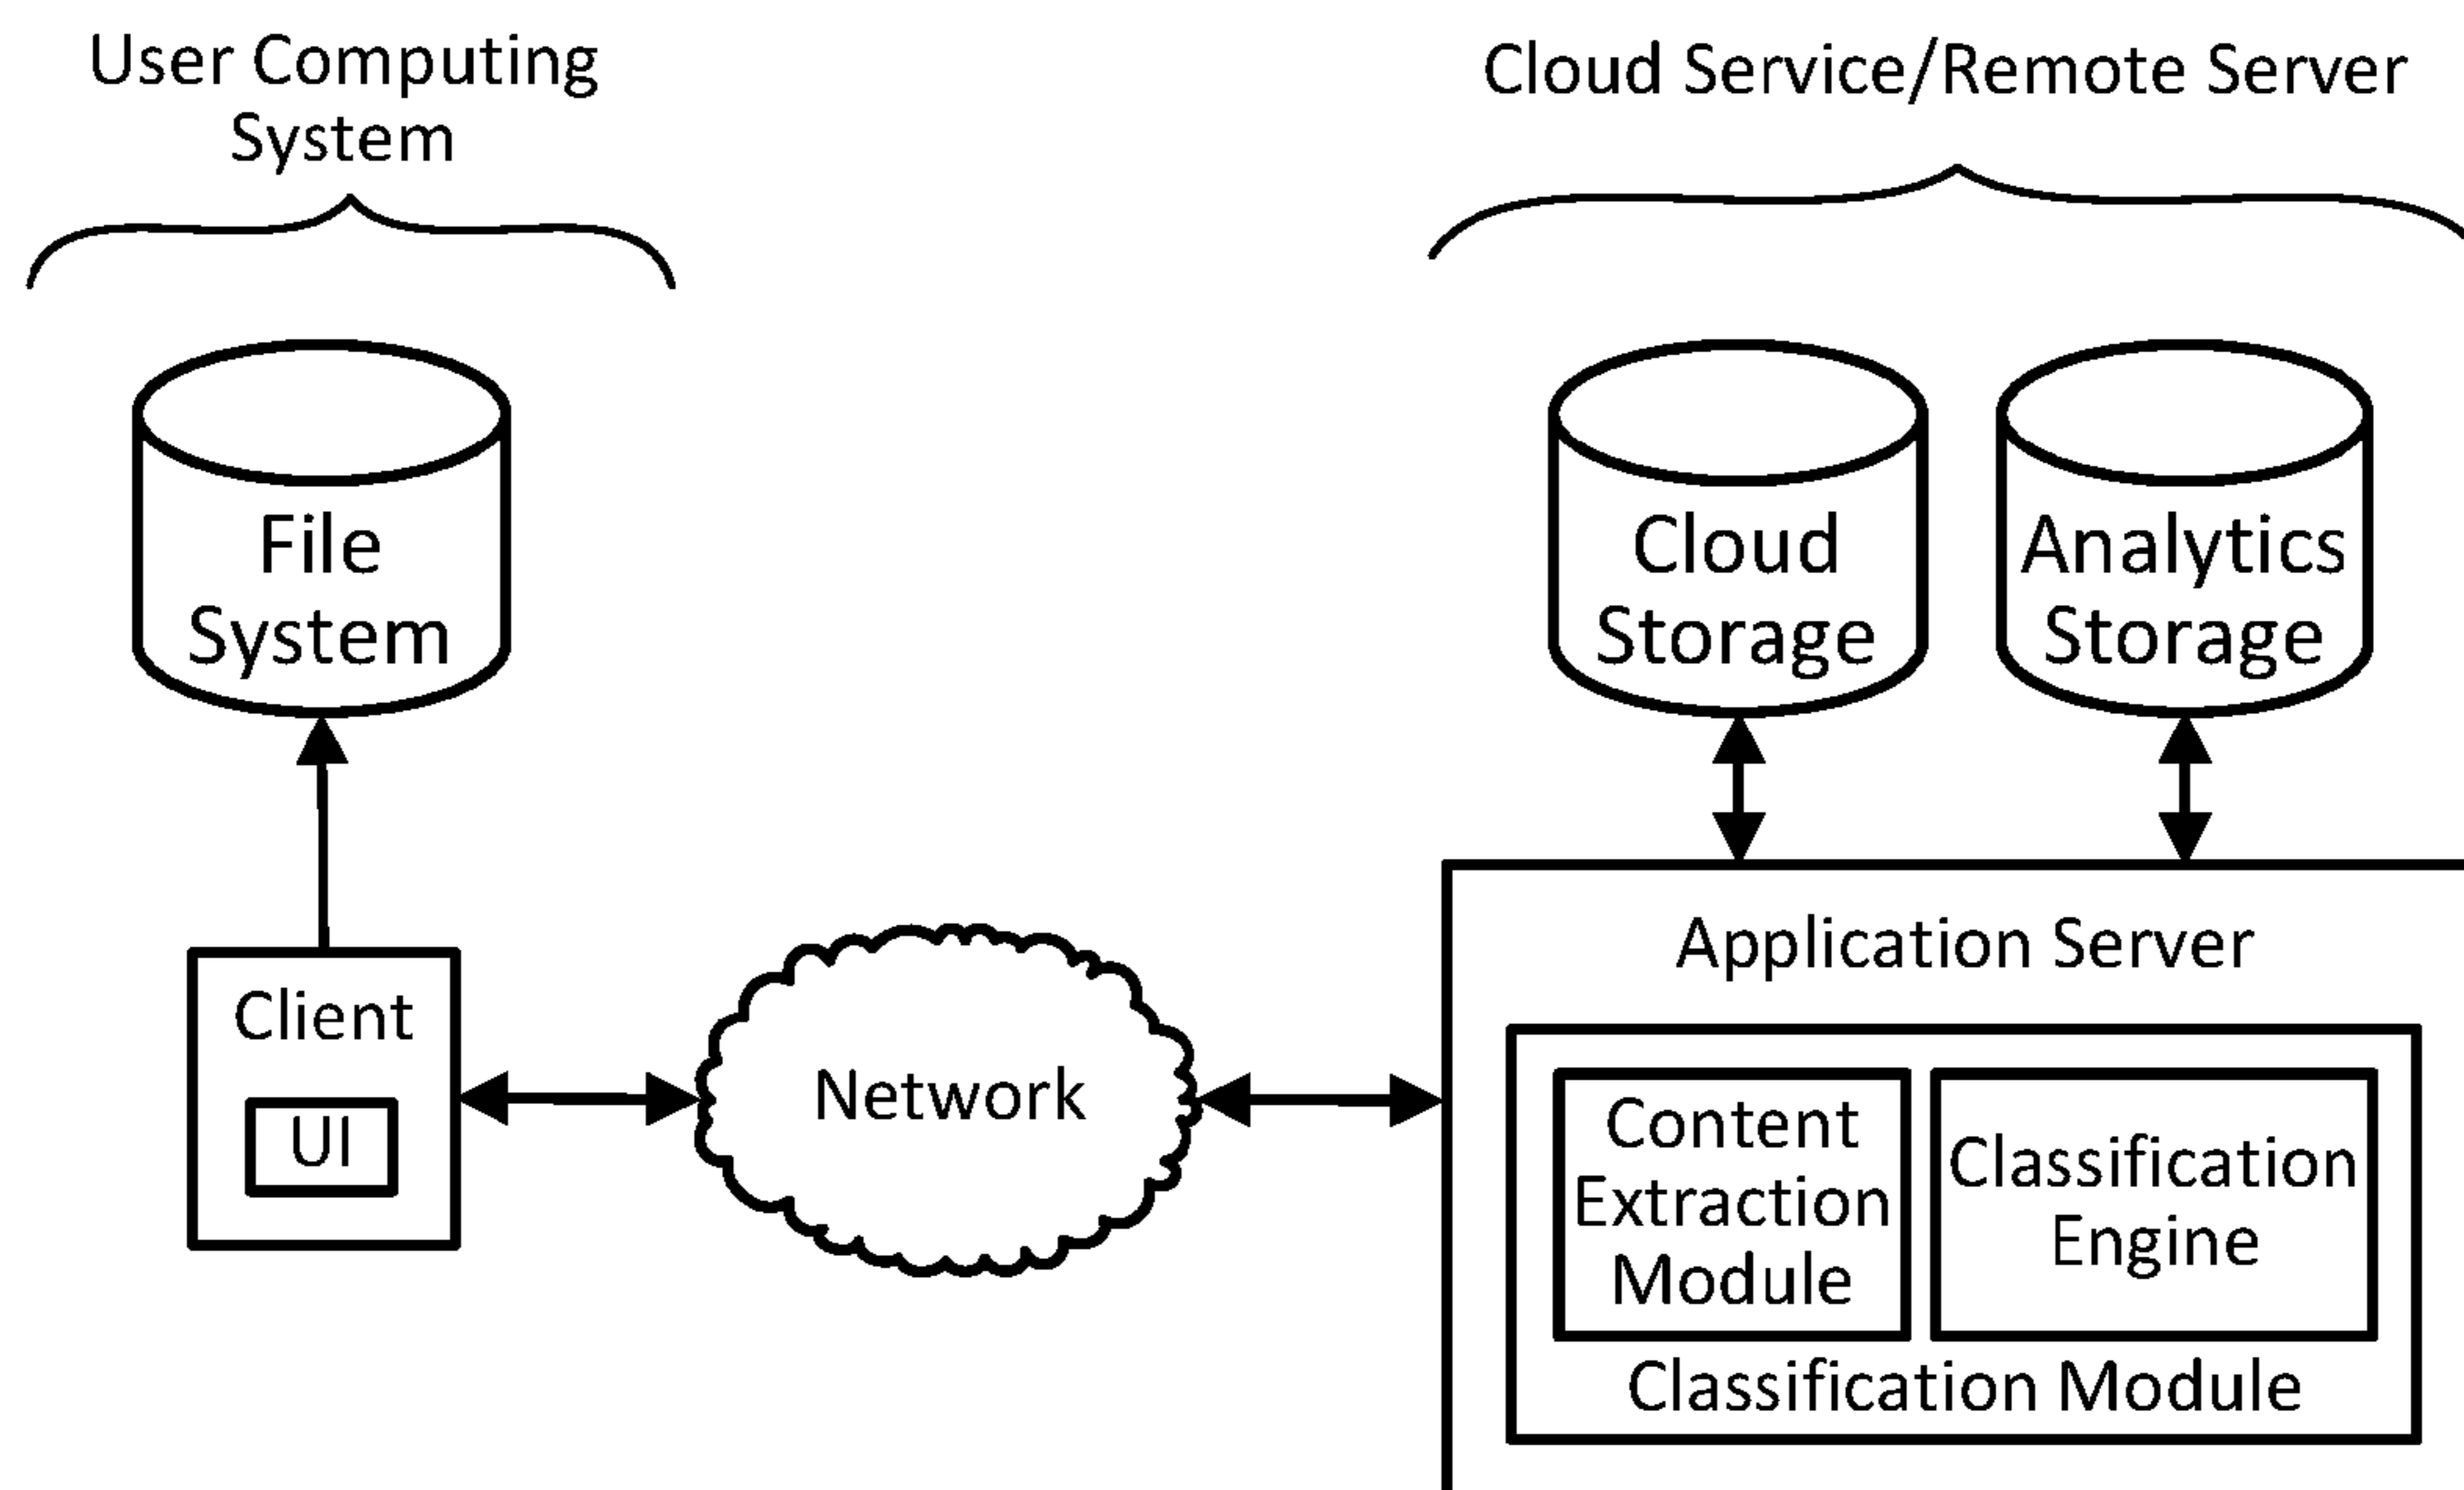 User Computing
System
Cloud Service/Remote Server
File
System
Cloud
Storage
Analytics
Storage
Client
UI
Network
Application Server
Content
Extraction
Module
Classification
Engine
Classification Module